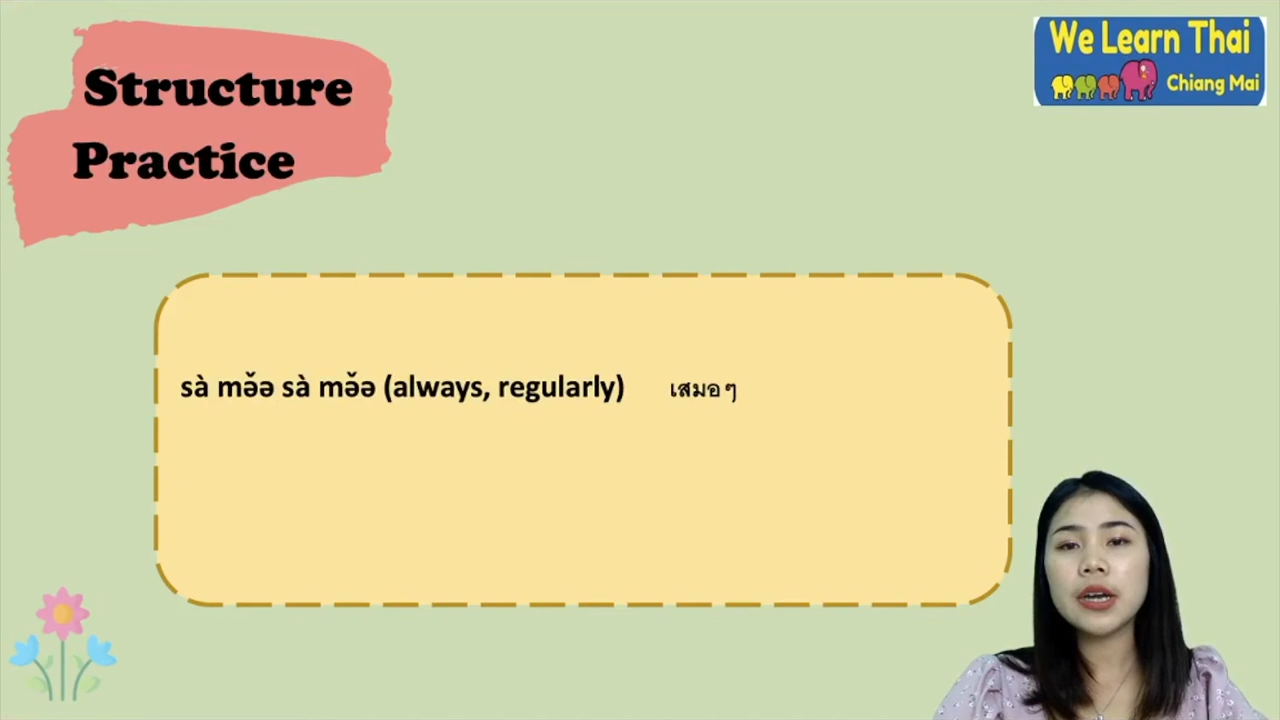 Structure
Practice
We Learn Thai
Chiang Mai
sà mə̌ə sà mə̌ə (always, regularly) เสมอๆ